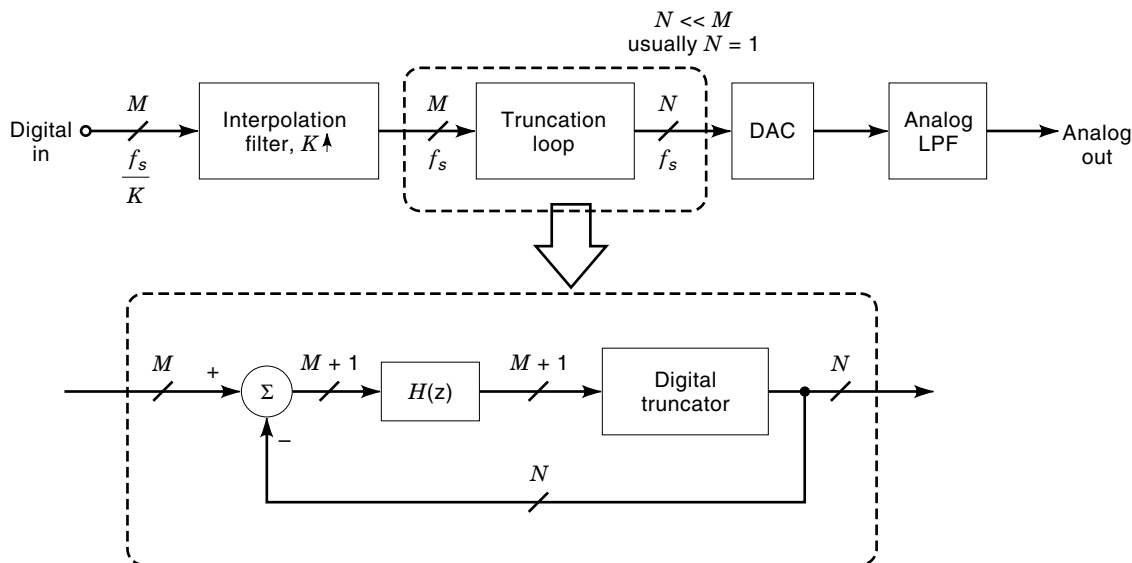 N << M
usually N = 1
Digital
in
M
f_s
K
Interpolation
filter, K
M
f_s
Truncation
loop
N
f_s
DAC
Analog
LPF
Analog
out
M
+
Σ
−
M + 1
H(z)
M + 1
Digital
truncator
N
N